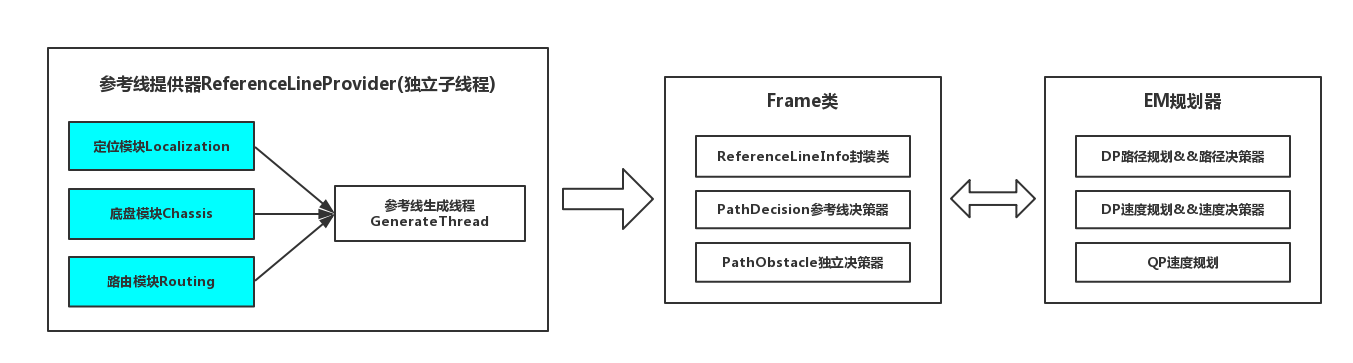 参考线提供器ReferenceLineProvider(独立子线程)
定位模块Localization
底盘模块Chassis
路由模块Routing
参考线生成线程
GenerateThread
Frame类
ReferenceLineInfo封装类
PathDecision参考线决策器
PathObstacle独立决策器
EM规划器
DP路径规划&&路径决策器
DP速度规划&&速度决策器
QP速度规划